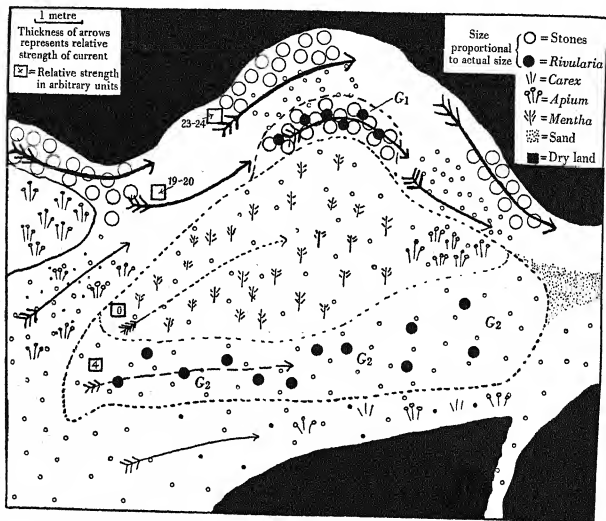 1 metre
Thickness of arrows
represents relative
strength of current
x = Relative strength
in arbitrary units
Size
proportional
to actual size
= Stones
= Rivularia
= Carex
= Apium
= Mentha
= Sand
= Dry land
G1
23-24
19-20
0
G2
4
G2
G2